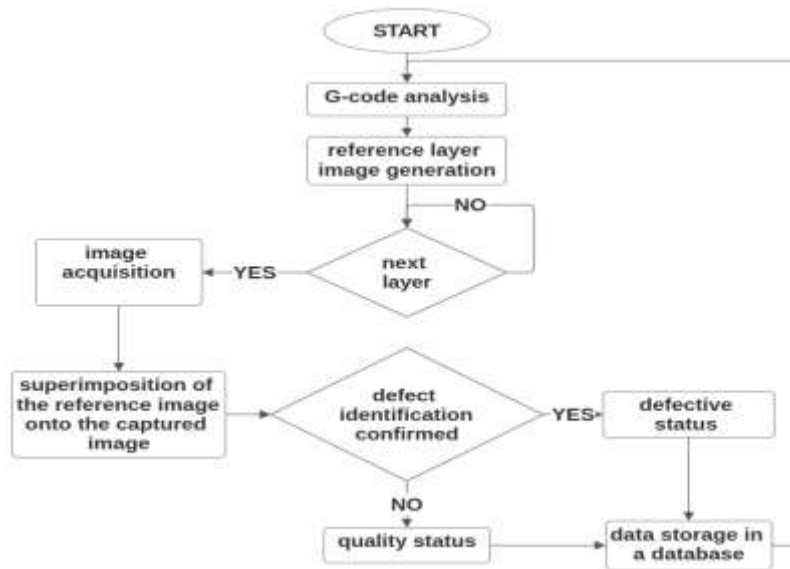 START
G-code analysis
reference layer
image generation
NO
next
layer
YES
image
acquisition
superimposition of
the reference image
onto the captured
image
defect
identification
confirmed
YES
defective
status
NO
quality status
data storage in
a database